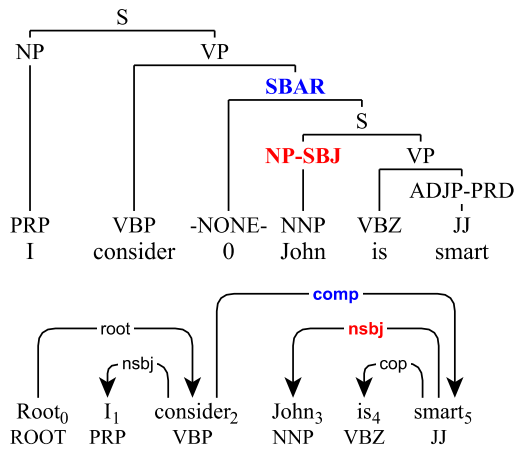 S
NP VP
SBAR
S
NP-SBJ VP
ADJP-PRD
PRP VBP -NONE- NNP VBZ JJ
I consider 0 John is smart
comp
root nsbj
nsbj cop
Root0 I1 consider2 John3 is4 smart5
ROOT PRP VBP NNP VBZ JJ